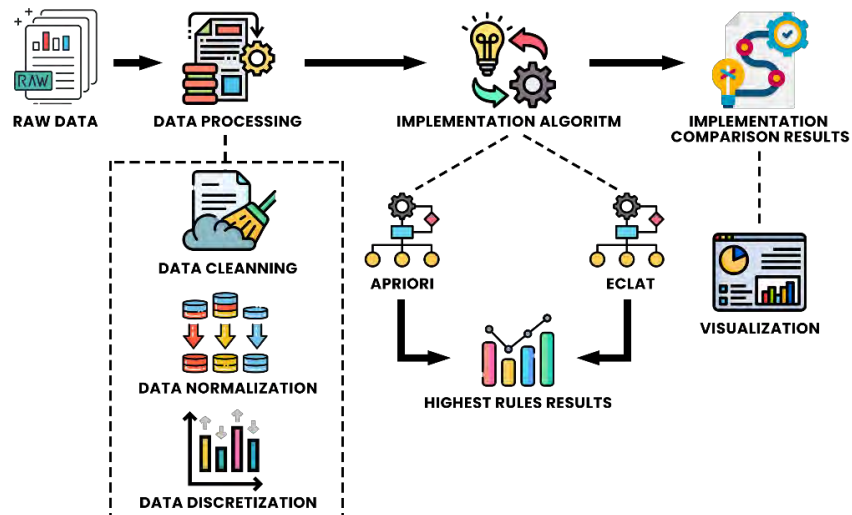 RAW
RAW DATA
DATA PROCESSING
IMPLEMENTATION ALGORITM
IMPLEMENTATION
COMPARISON RESULTS
DATA CLEANNING
APRIORI
ECLAT
VISUALIZATION
DATA NORMALIZATION
HIGHEST RULES RESULTS
DATA DISCRETIZATION